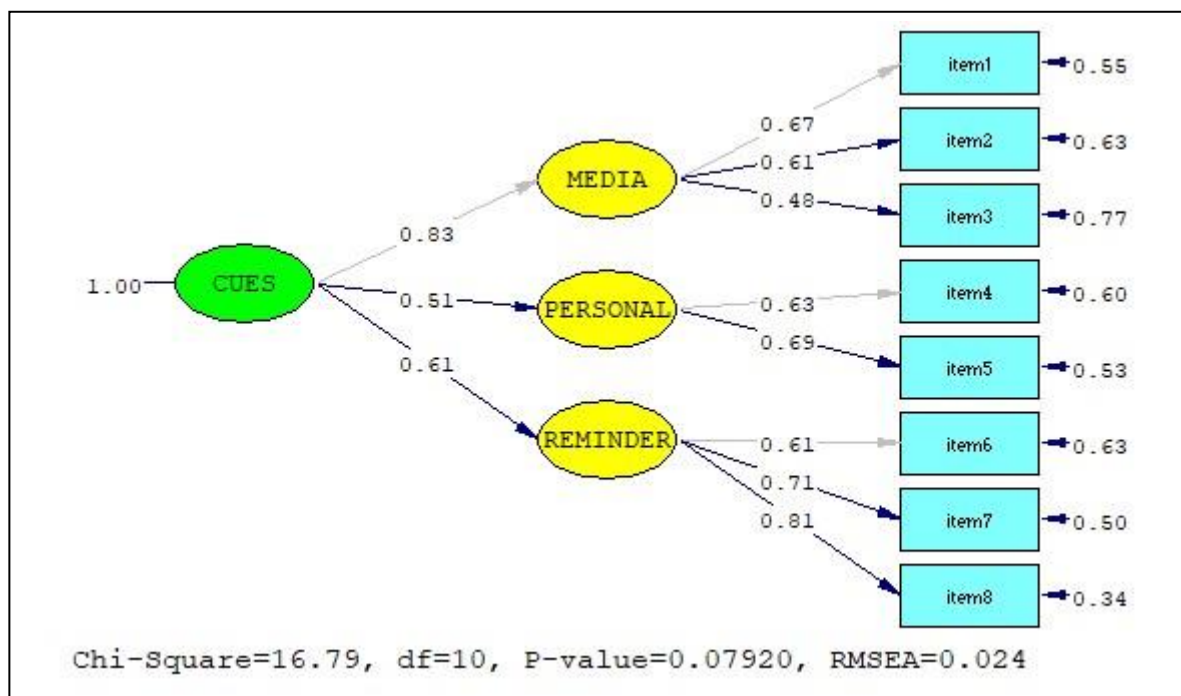 item1
0.55
0.67
item2
0.63
0.61
MEDIA
item3
0.77
0.48
0.83
1.00
CUES
item4
0.60
0.63
0.51
PERSONAL
0.69
item5
0.53
0.61
REMINDER
0.61
item6
0.63
0.71
item7
0.50
0.81
item8
0.34
Chi-Square=16.79, df=10, P-value=0.07920, RMSEA=0.024